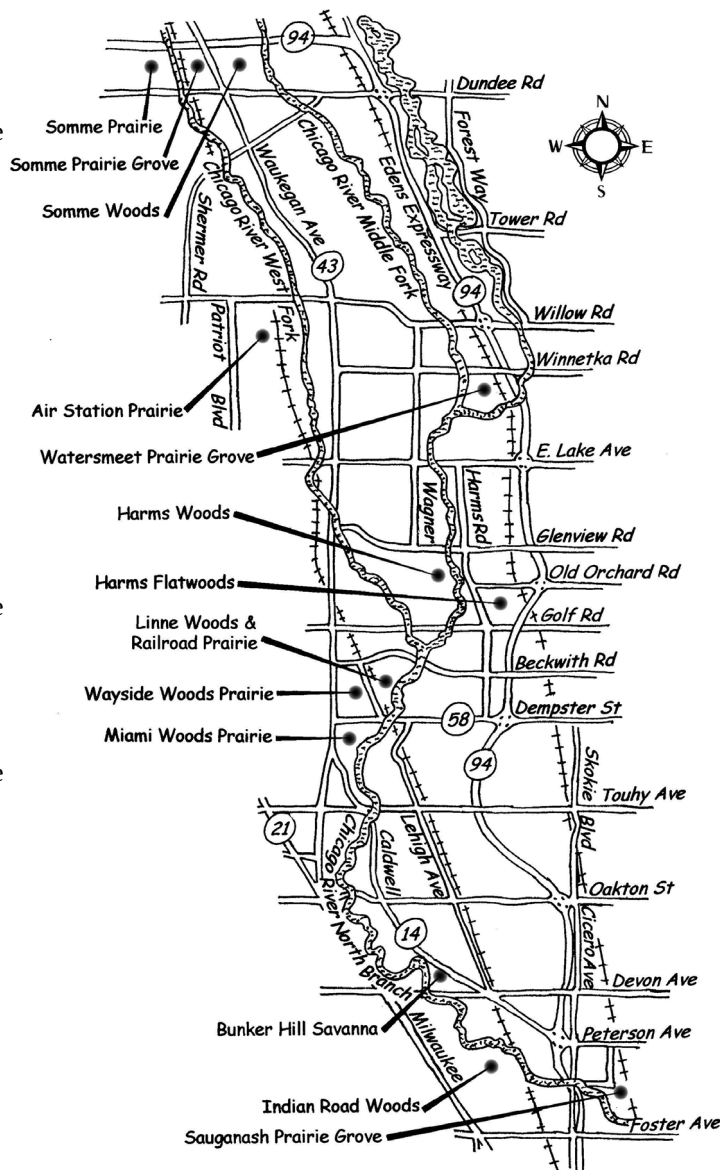 94
Dundee Rd
N
W
E
S
Somme Prairie
Somme Prairie Grove
Somme Woods
Chicago River West Fork
Waukegan Ave
Chicago River Middle Fork
Edens Expressway
Forest Way
Tower Rd
Shermer Rd
43
94
Willow Rd
Patriot Blvd
Winnetka Rd
Air Station Prairie
Watersmeet Prairie Grove
E. Lake Ave
Wagner
Harms Rd
Harms Woods
Glenview Rd
Harms Flatwoods
Old Orchard Rd
Golf Rd
Linne Woods &
Railroad Prairie
Beckwith Rd
Wayside Woods Prairie
58
Dempster St
Miami Woods Prairie
94
Skokie Blvd
Touhy Ave
21
Chicago River North Branch
Caldwell
Lehigh Ave
Oakton St
Cicero Ave
14
Devon Ave
Bunker Hill Savanna
Milwaukee
Peterson Ave
Indian Road Woods
Sauganash Prairie Grove
Foster Ave
e
e
e